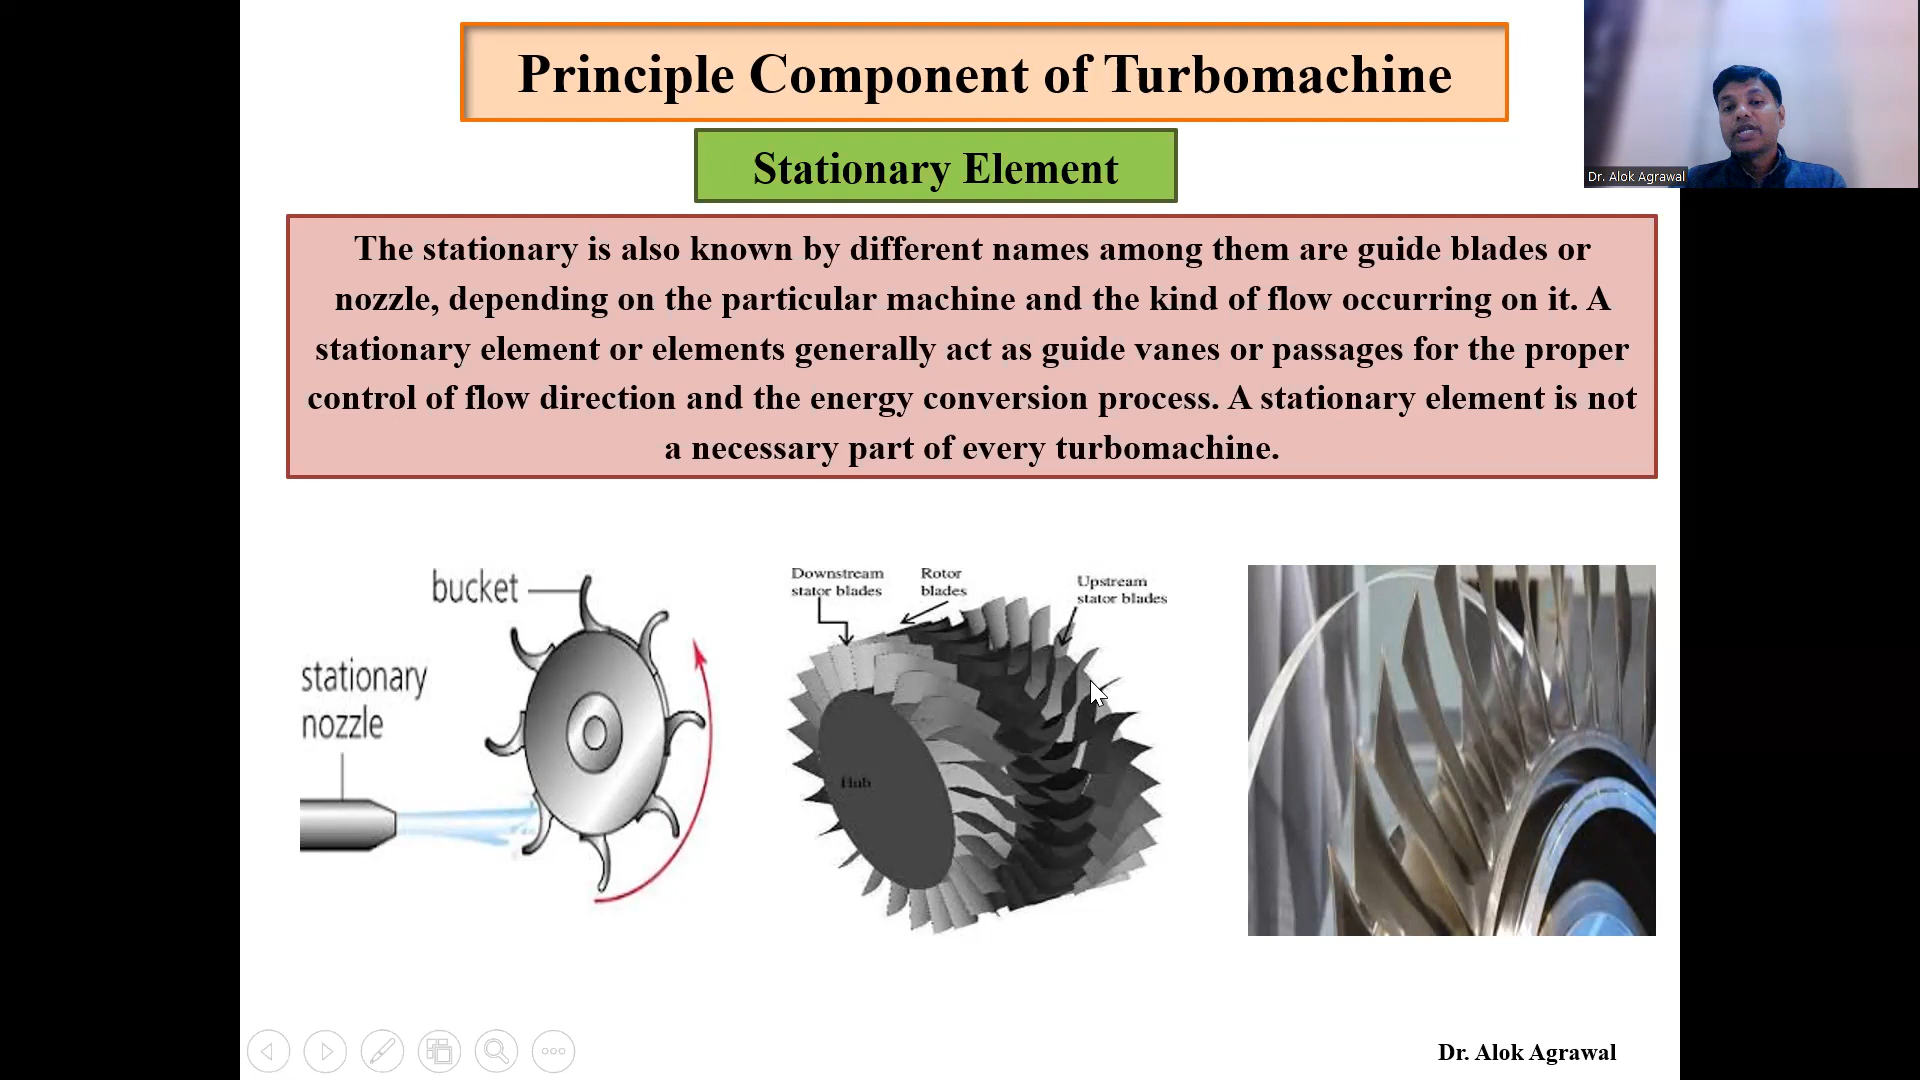 Principle Component of Turbomachine
Dr. Alok Agrawal
Stationary Element
The stationary is also known by different names among them are guide blades or
nozzle, depending on the particular machine and the kind of flow occurring on it. A
stationary element or elements generally act as guide vanes or passages for the proper
control of flow direction and the energy conversion process. A stationary element is not
a necessary part of every turbomachine.
bucket
stationary
nozzle
Downstream
stator blades
Rotor
blades
Upstream
stator blades
Hub
Dr. Alok Agrawal